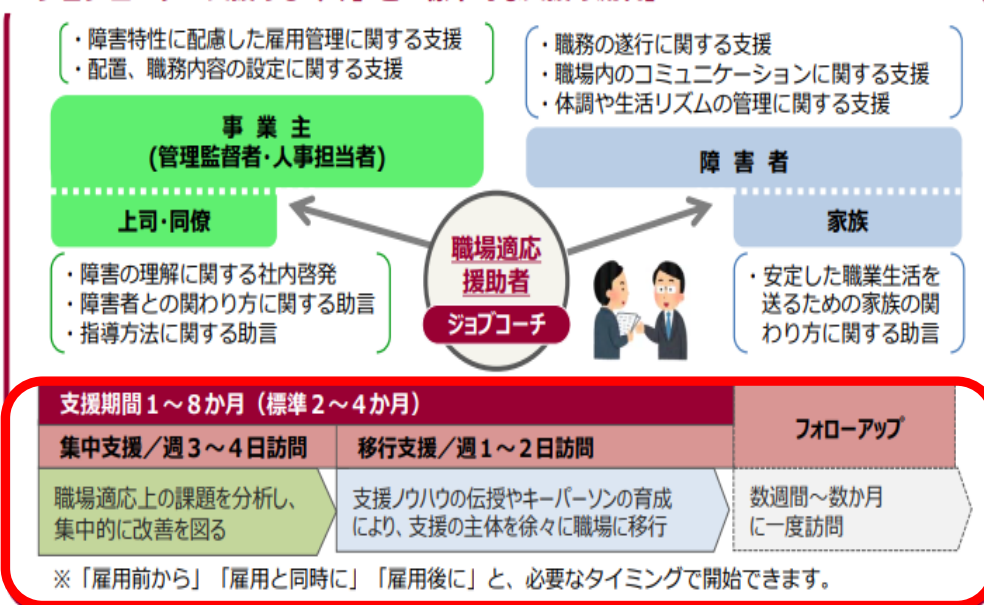 ・障害特性に配慮した雇用管理に関する支援
・配置、職務内容の設定に関する支援
・職務の遂行に関する支援
・職場内のコミュニケーションに関する支援
・体調や生活リズムの管理に関する支援
事 業 主
(管理監督者・人事担当者)
障 害 者
上司・同僚
家族
職場適応
援助者
ジョブコーチ
・障害の理解に関する社内啓発
・障害者との関わり方に関する助言
・指導方法に関する助言
・安定した職業生活を
送るための家族の関
わり方に関する助言
支援期間1～8か月（標準2～4か月）
フォローアップ
集中支援／週3～4日訪問
移行支援／週1～2日訪問
職場適応上の課題を分析し、
集中的に改善を図る
支援ノウハウの伝授やキーパーソンの育成
により、支援の主体を徐々に職場に移行
数週間～数か月
に一度訪問
※「雇用前から」「雇用と同時に」「雇用後に」と、必要なタイミングで開始できます。